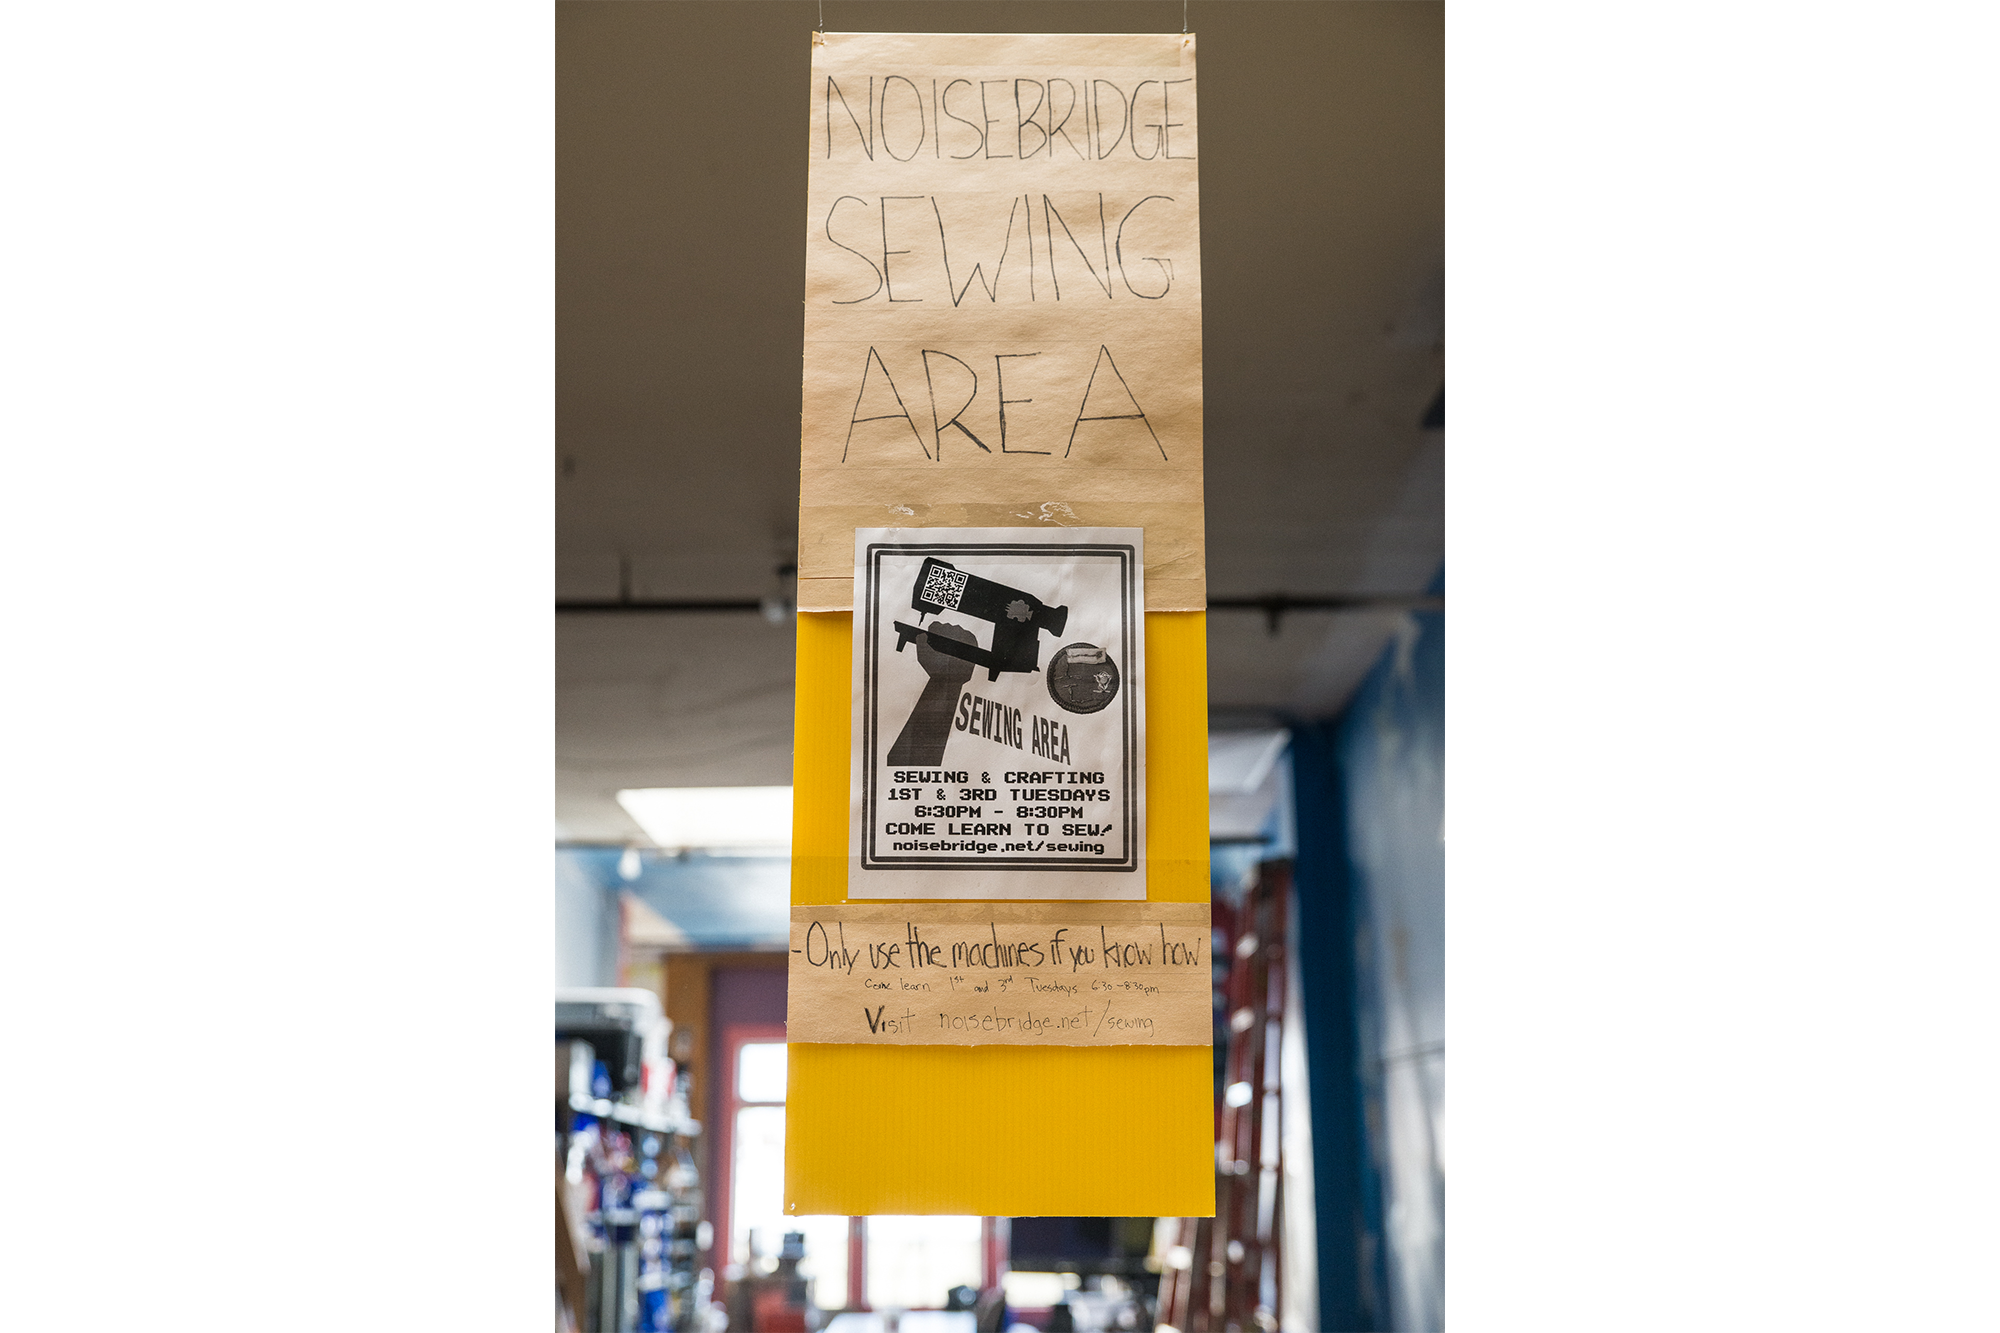 NOISEBRIDGE
SEWING
AREA
SEWING AREA
SEWING & CRAFTING
1ST & 3RD TUESDAYS
6:30PM - 8:30PM
COME LEARN TO SEW!
noisebridge.net/sewing
-Only use the machines if you know how
Come learn 1st and 3rd Tuesdays 6:30-8:30pm
Visit noisebridge.net/sewing